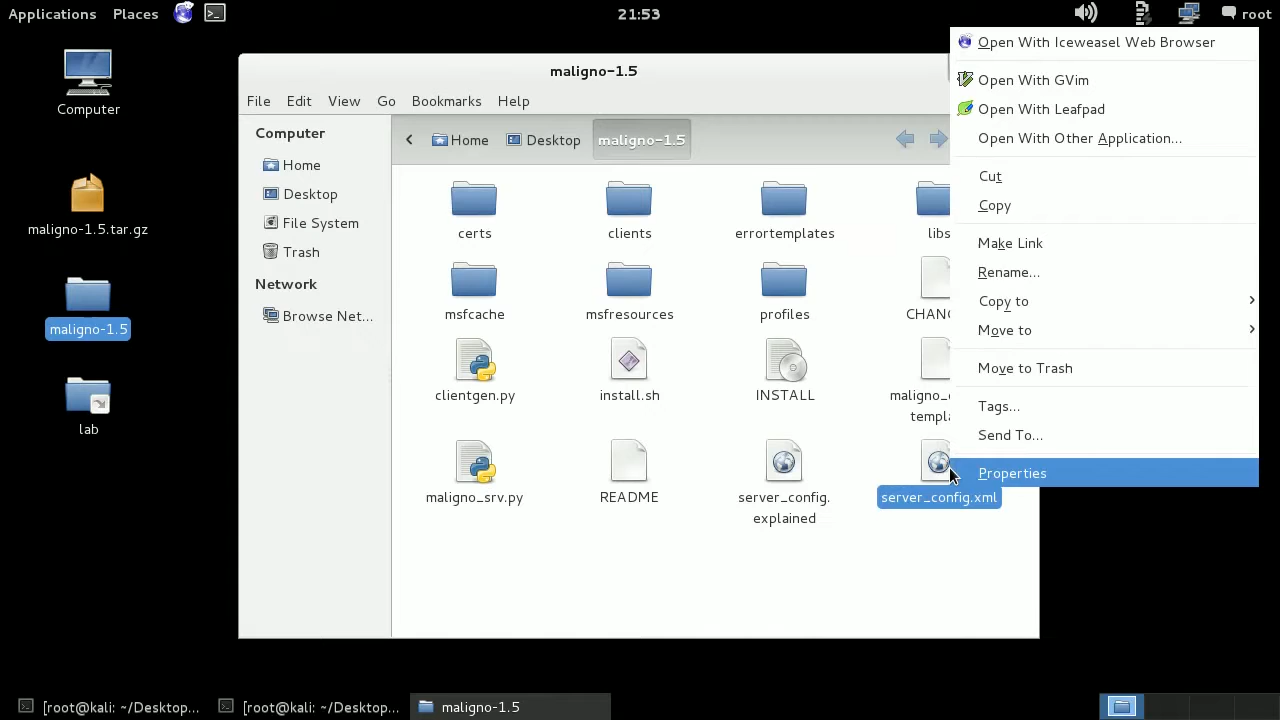 Applications Places 21:53 root
Computer
maligno-1.5.tar.gz
maligno-1.5
lab
maligno-1.5
File Edit View Go Bookmarks Help
Computer
Home
Desktop
File System
Trash
Network
Browse Net...
Home Desktop maligno-1.5
certs clients errortemplates libs
msfcache msfresources profiles CHANG
clientgen.py install.sh INSTALL maligno_
templ
maligno_srv.py README server_config.
explained
server_config.xml
Open With Iceweasel Web Browser
Open With GVim
Open With Leafpad
Open With Other Application...
Cut
Copy
Make Link
Rename...
Copy to
Move to
Move to Trash
Tags...
Send To...
Properties
[root@kali: ~/Desktop... [root@kali: ~/Desktop... maligno-1.5